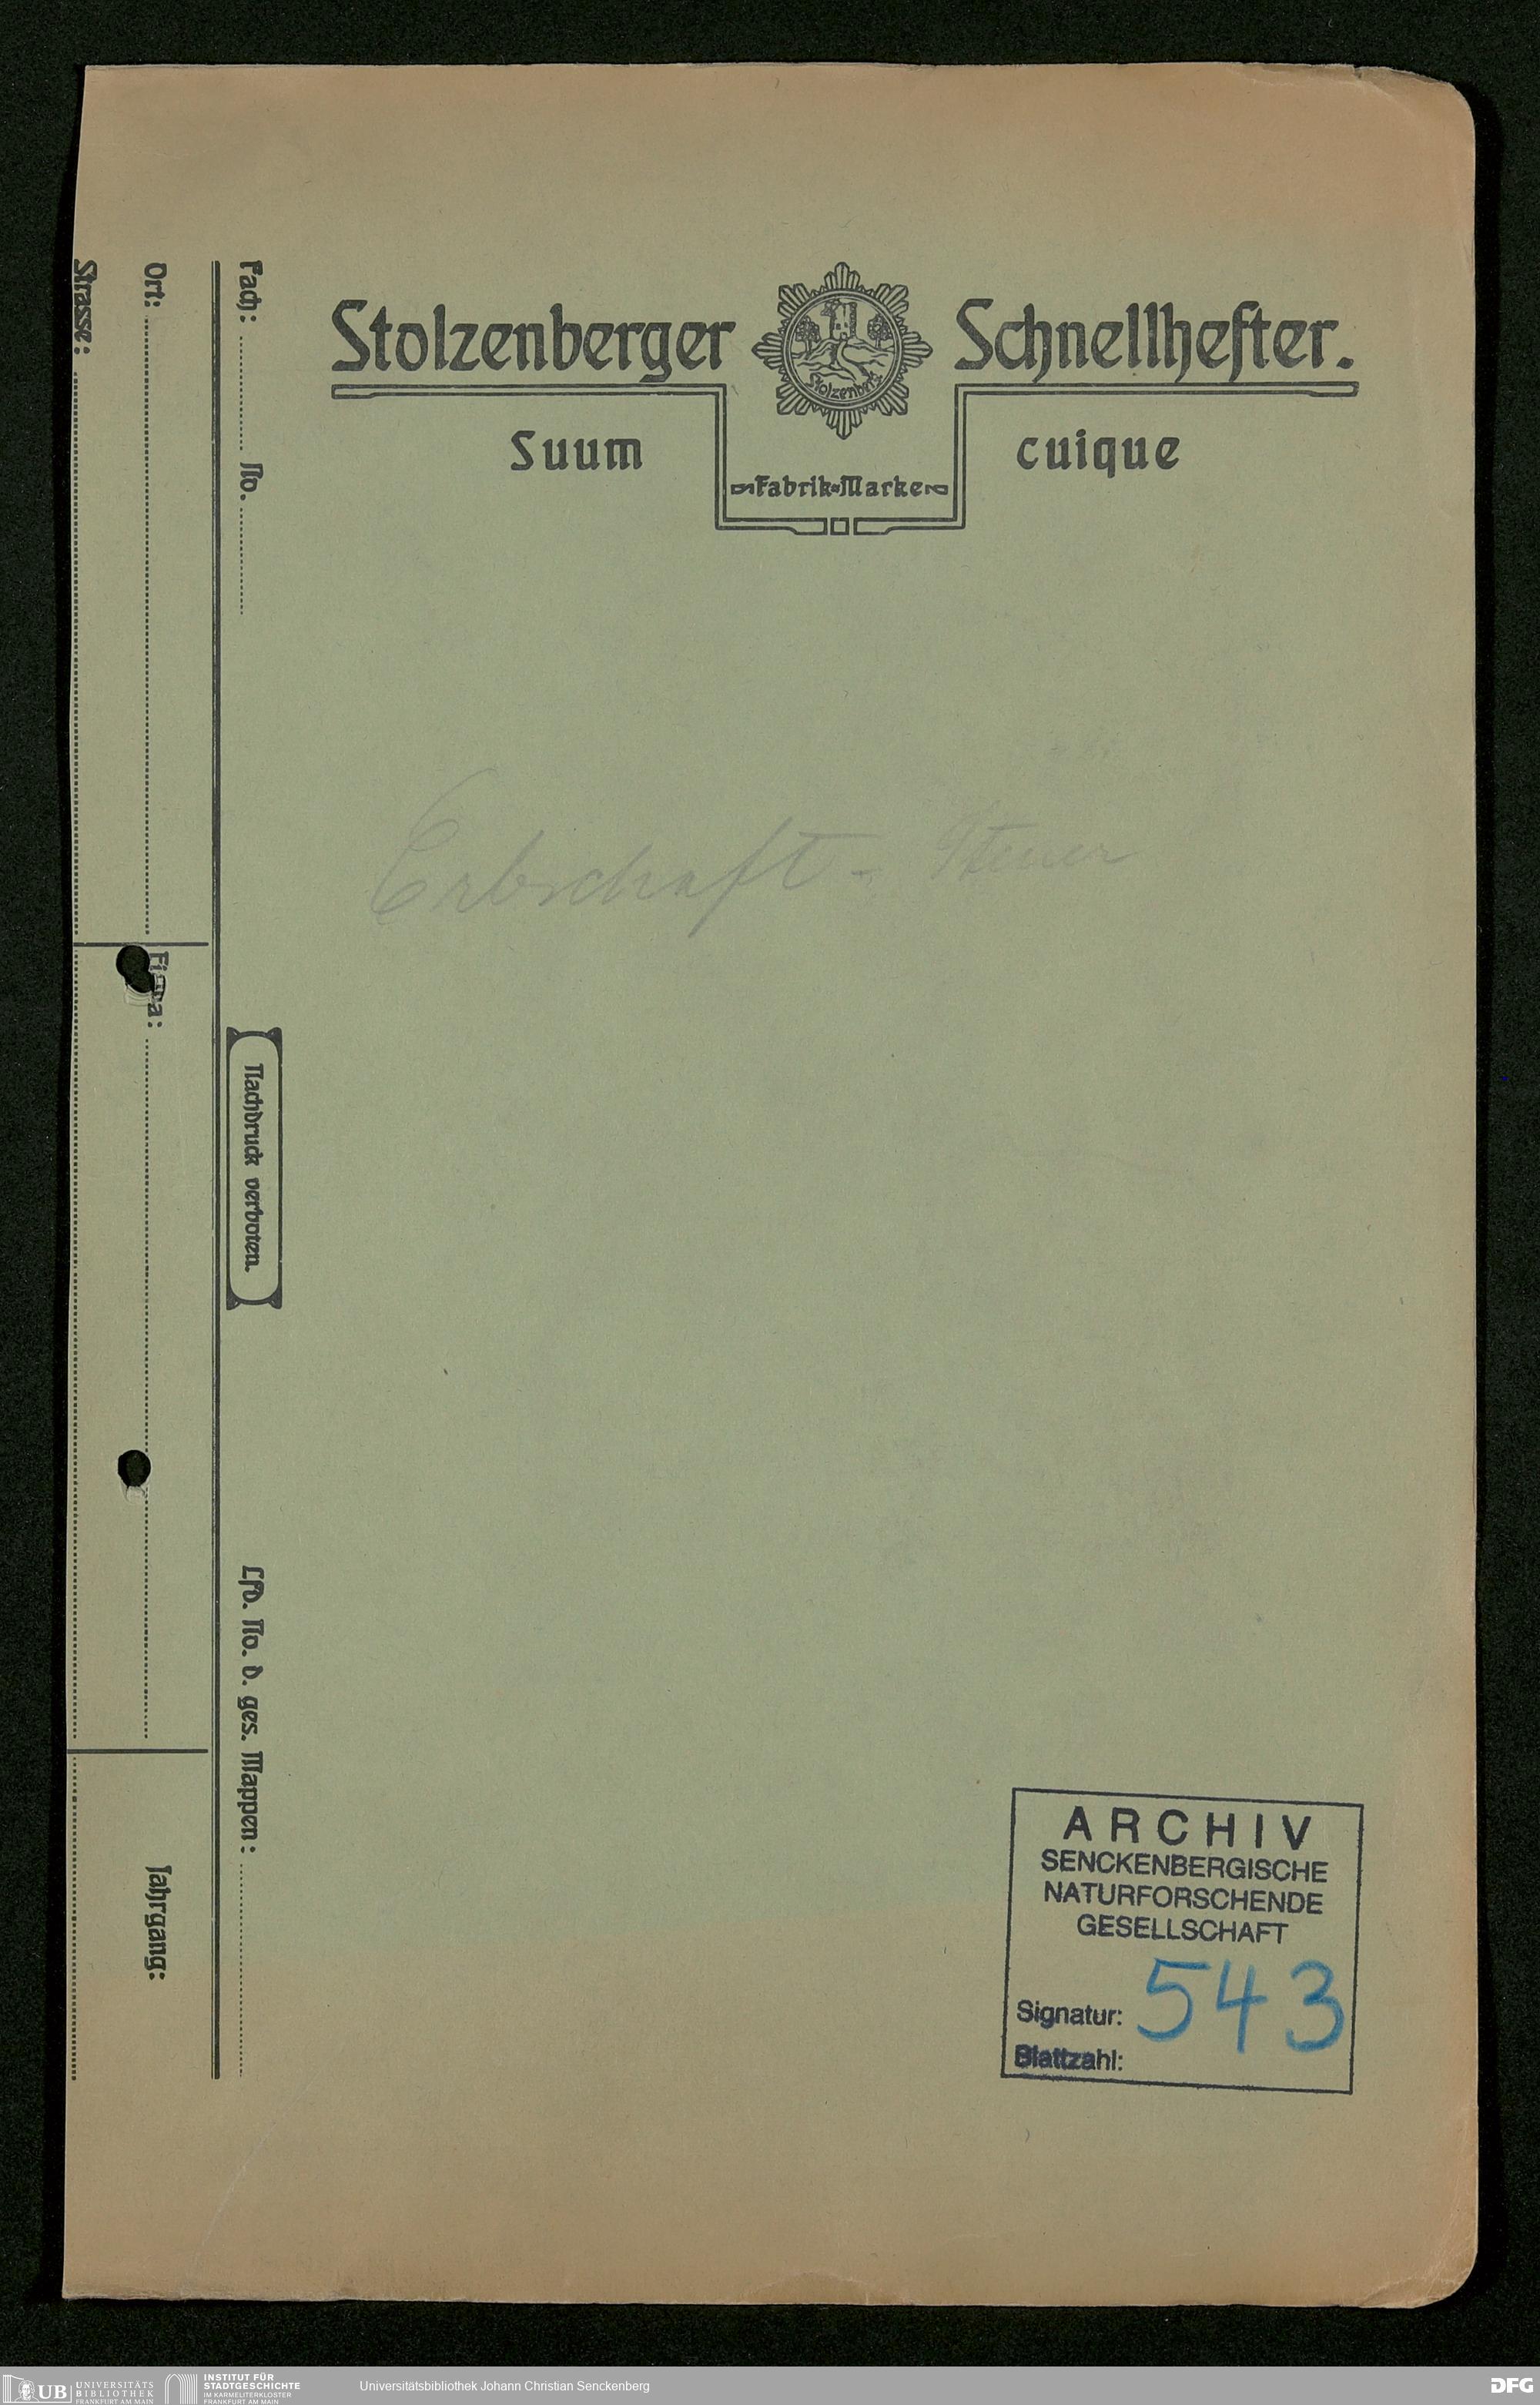 Stolzenberger Schnellhefter.
Stolzenberg
Suum cuique
Fabrik-Marke
Erbschaft - Steuer
Strasse:
Ort:
Firma:
Jahrgang:
Fach: No.
Nachdruck verboten.
Lfd. No. d. ges. Mappen:
ARCHIV
SENCKENBERGISCHE
NATURFORSCHENDE
GESELLSCHAFT
Signatur: 543
Blattzahl:
UB UNIVERSITÄTS
BIBLIOTHEK
FRANKFURT AM MAIN
INSTITUT FÜR
STADTGESCHICHTE
IM KARMELITERKLOSTER
FRANKFURT AM MAIN
Universitätsbibliothek Johann Christian Senckenberg
DFG